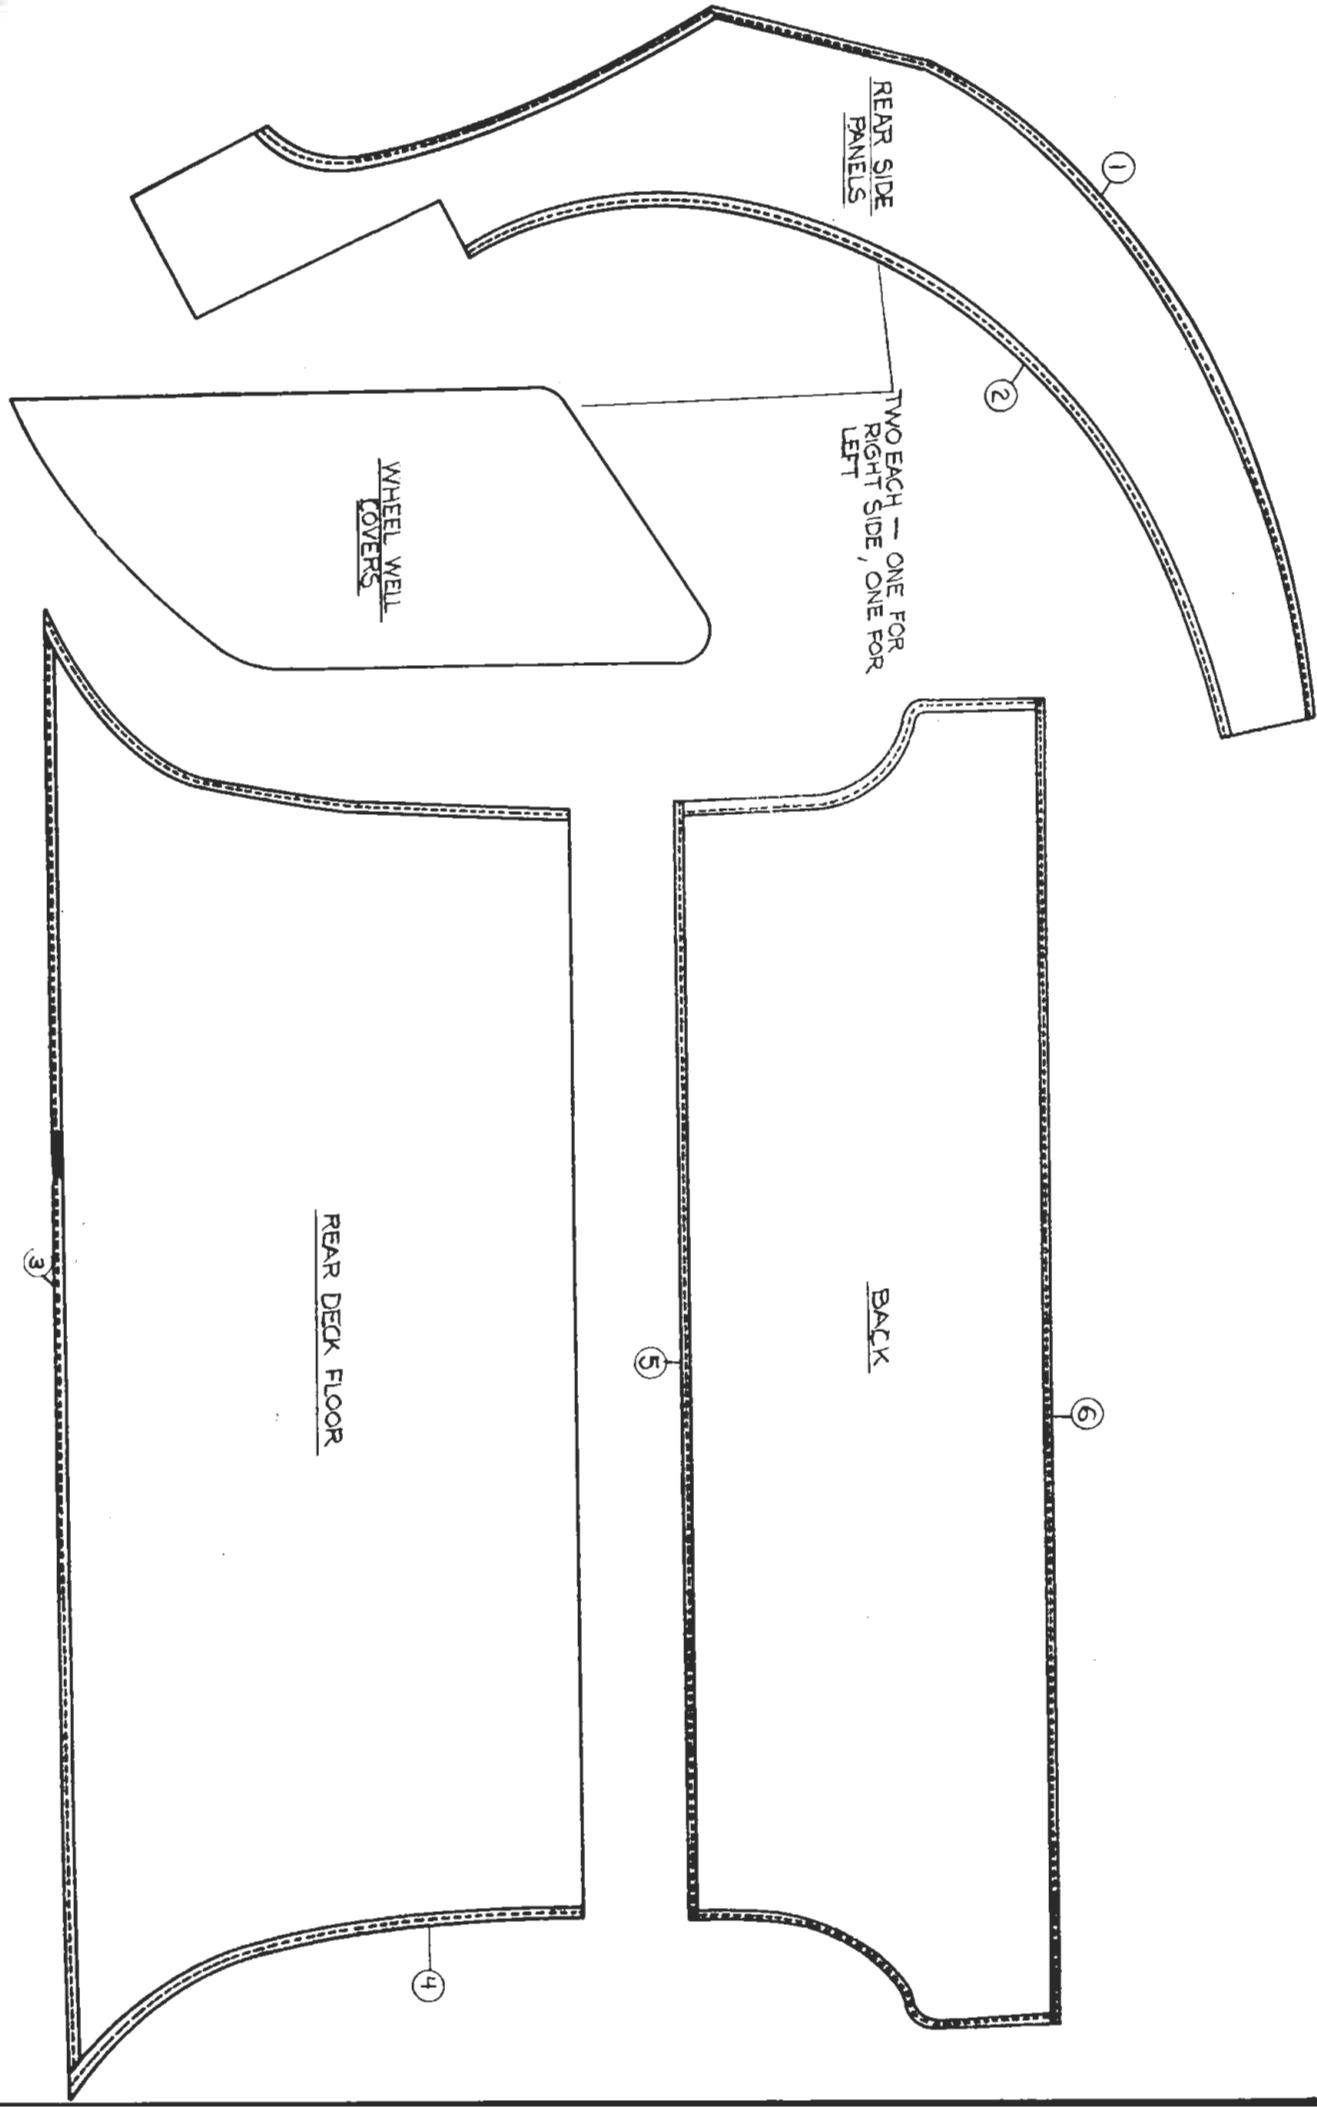 REAR SIDE
PANELS
1
2
TWO EACH — ONE FOR
RIGHT SIDE, ONE FOR
LEFT
WHEEL WELL
COVERS
BACK
6
5
REAR DECK FLOOR
3
4